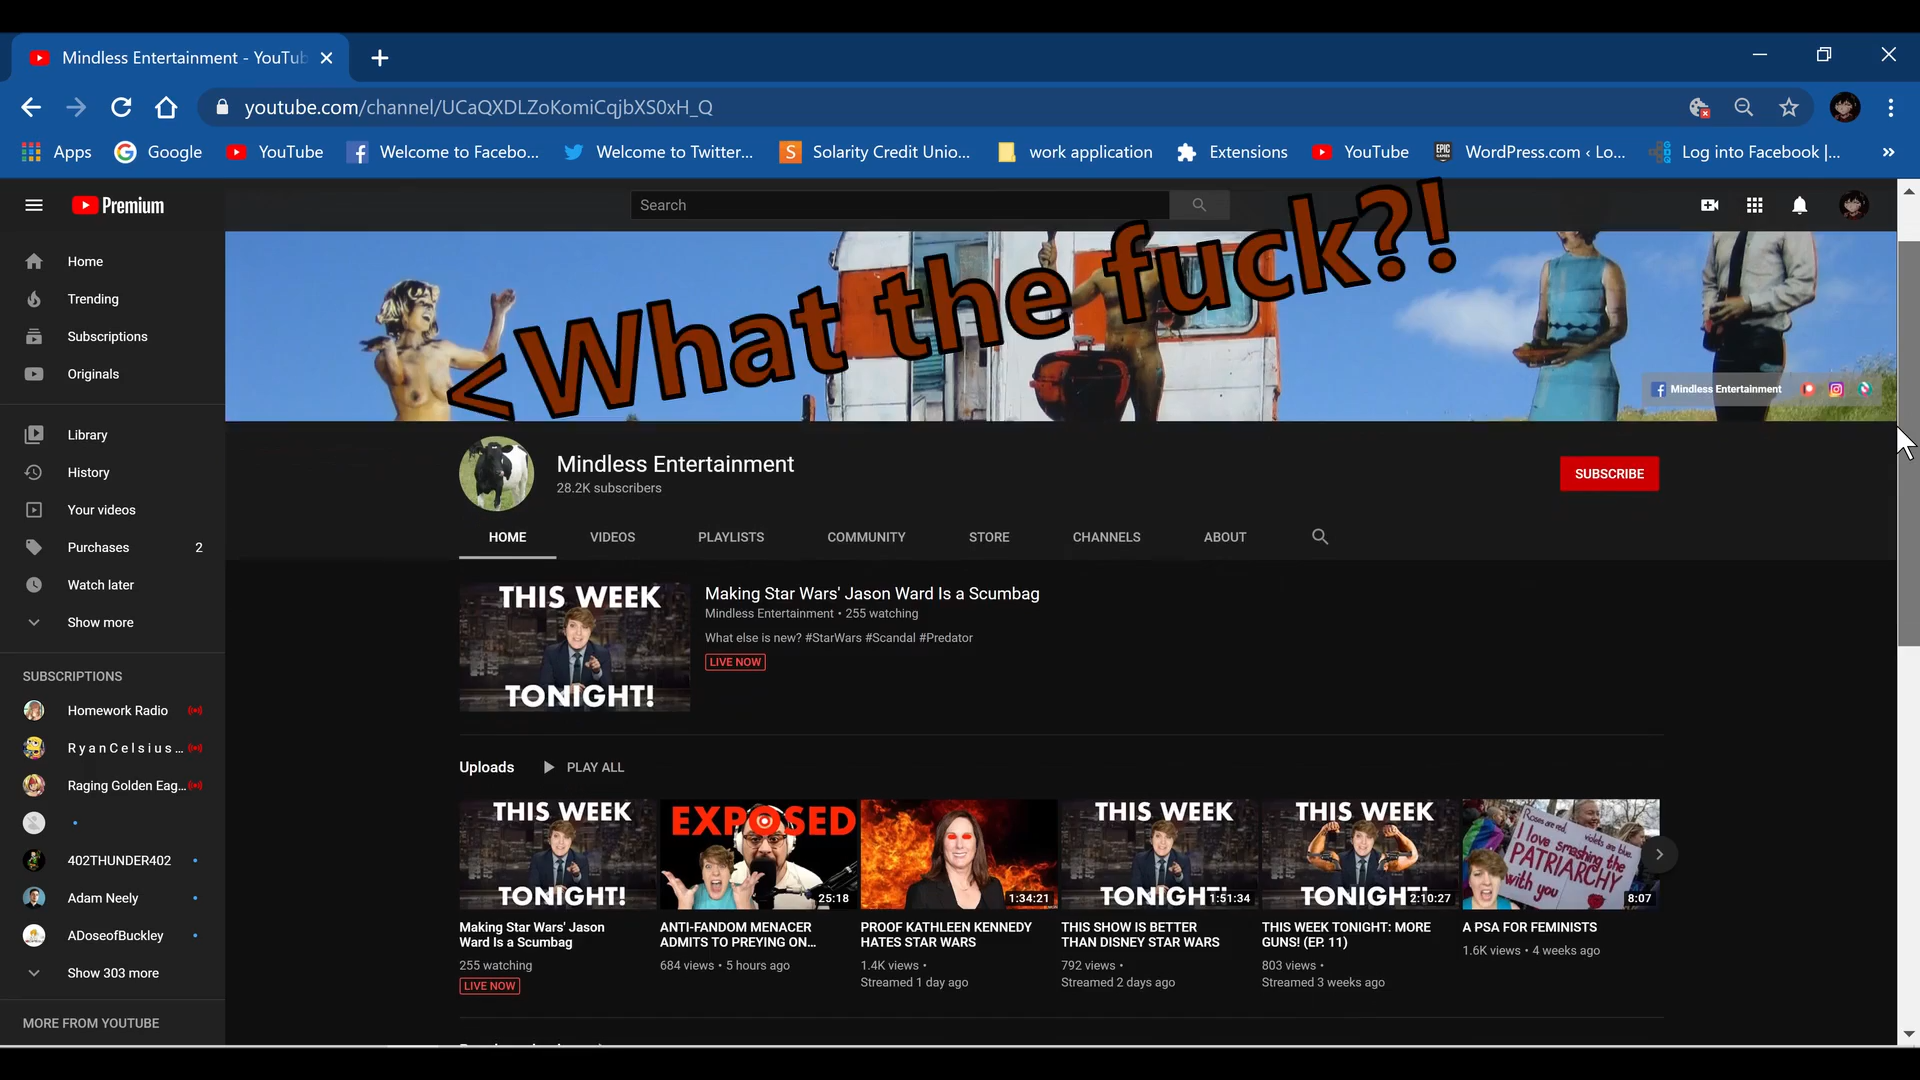 Mindless Entertainment - YouTub
youtube.com/channel/UCaQXDLZoKomiCqjbXS0xH_Q
Apps
Google
YouTube
Welcome to Facebo...
Welcome to Twitter...
Solarity Credit Unio...
work application
Extensions
YouTube
EPIC GAMES
WordPress.com ‹ Lo...
Log into Facebook |...
Premium
Search
<What the fuck?!
Mindless Entertainment
Home
Trending
Subscriptions
Originals
Library
History
Your videos
Purchases 2
Watch later
Show more
SUBSCRIPTIONS
Homework Radio
R y a n C e l s i u s ...
Raging Golden Eag...
402THUNDER402
Adam Neely
ADoseofBuckley
Show 303 more
MORE FROM YOUTUBE
Mindless Entertainment
28.2K subscribers
SUBSCRIBE
HOME
VIDEOS
PLAYLISTS
COMMUNITY
STORE
CHANNELS
ABOUT
THIS WEEK
TONIGHT!
Making Star Wars' Jason Ward Is a Scumbag
Mindless Entertainment • 255 watching
What else is new? #StarWars #Scandal #Predator
LIVE NOW
Uploads
PLAY ALL
THIS WEEK
TONIGHT!
Making Star Wars' Jason
Ward Is a Scumbag
255 watching
LIVE NOW
EXPOSED
25:18
ANTI-FANDOM MENACER
ADMITS TO PREYING ON...
684 views • 5 hours ago
1:34:21
PROOF KATHLEEN KENNEDY
HATES STAR WARS
1.4K views •
Streamed 1 day ago
THIS WEEK
TONIGHT!
1:51:34
THIS SHOW IS BETTER
THAN DISNEY STAR WARS
792 views •
Streamed 2 days ago
THIS WEEK
TONIGHT!
2:10:27
THIS WEEK TONIGHT: MORE
GUNS! (EP. 11)
803 views •
Streamed 3 weeks ago
Roses are red,
violets are blue.
I love smashing the
PATRIARCHY
with you
8:07
A PSA FOR FEMINISTS
1.6K views • 4 weeks ago